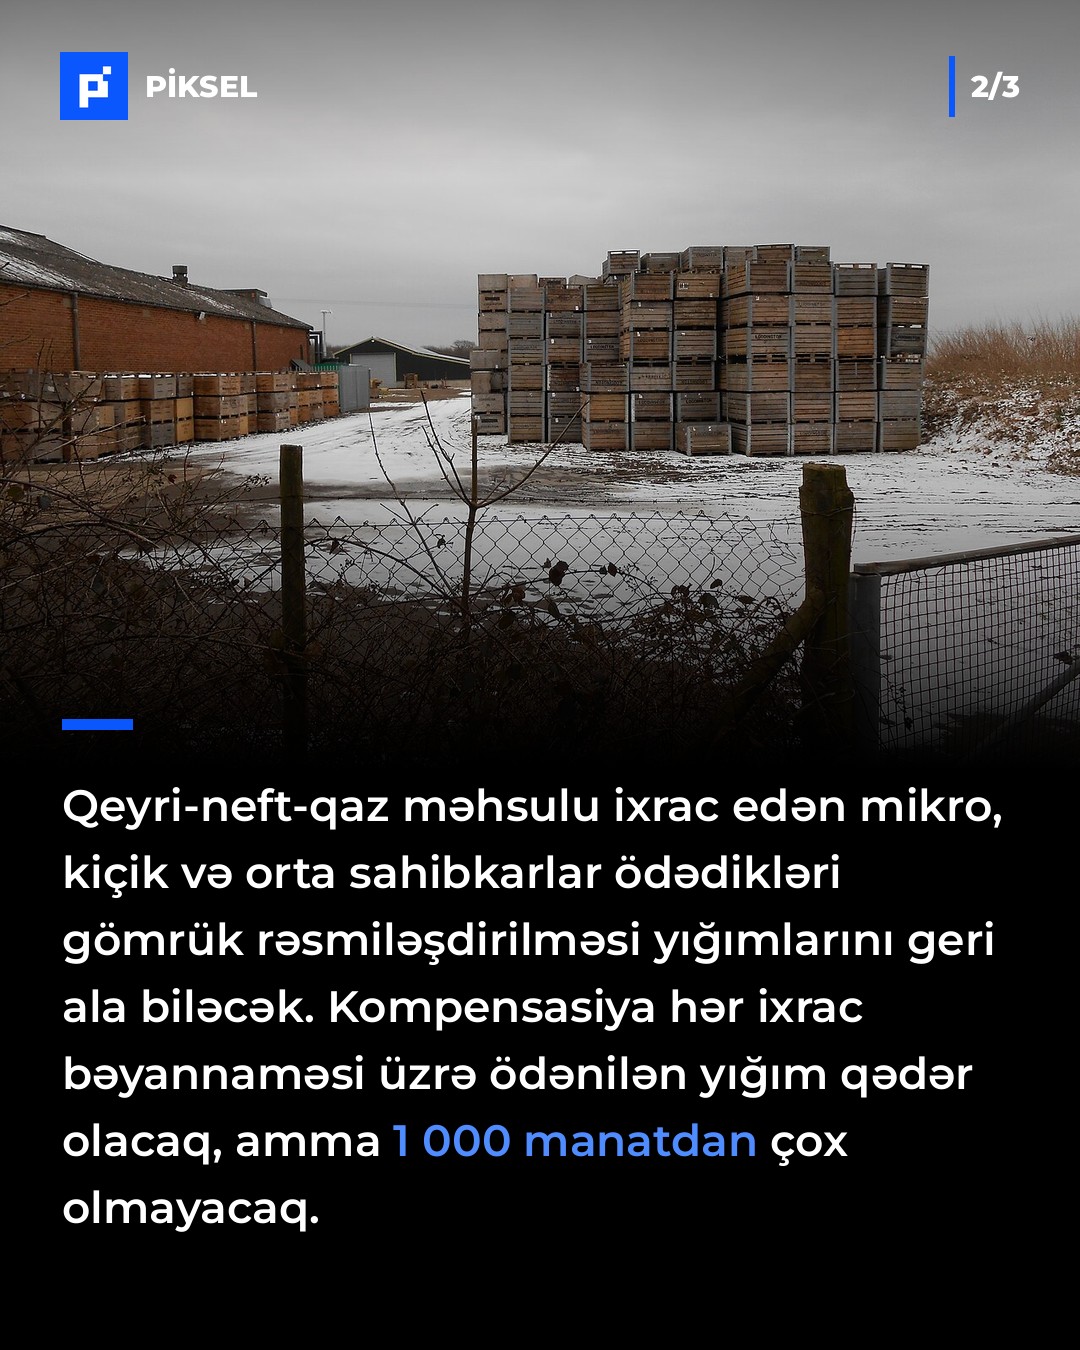 PİKSEL
2/3
Qeyri-neft-qaz məhsulu ixrac edən mikro,
kiçik və orta sahibkarlar ödədikləri
gömrük rəsmiləşdirilməsi yığımlarını geri
ala biləcək. Kompensasiya hər ixrac
bəyannaməsi üzrə ödənilən yığım qədər
olacaq, amma 1 000 manatdan çox
olmayacaq.